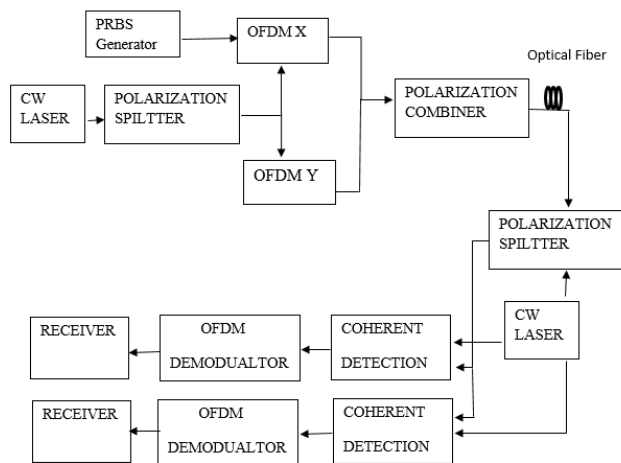 PRBS
Generator
OFDM X
Optical Fiber
CW
LASER
POLARIZATION
SPILTTER
POLARIZATION
COMBINER
OFDM Y
POLARIZATION
SPILTTER
CW
LASER
RECEIVER
OFDM
DEMODUALTOR
COHERENT
DETECTION
RECEIVER
OFDM
DEMODUALTOR
COHERENT
DETECTION